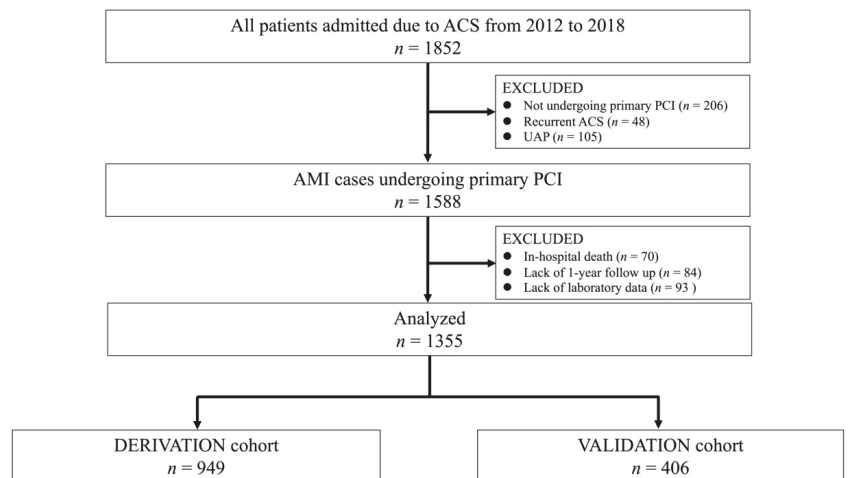 All patients admitted due to ACS from 2012 to 2018
n = 1852
EXCLUDED
● Not undergoing primary PCI (n = 206)
● Recurrent ACS (n = 48)
● UAP (n = 105)
AMI cases undergoing primary PCI
n = 1588
EXCLUDED
● In-hospital death (n = 70)
● Lack of 1-year follow up (n = 84)
● Lack of laboratory data (n = 93 )
Analyzed
n = 1355
DERIVATION cohort
n = 949
VALIDATION cohort
n = 406